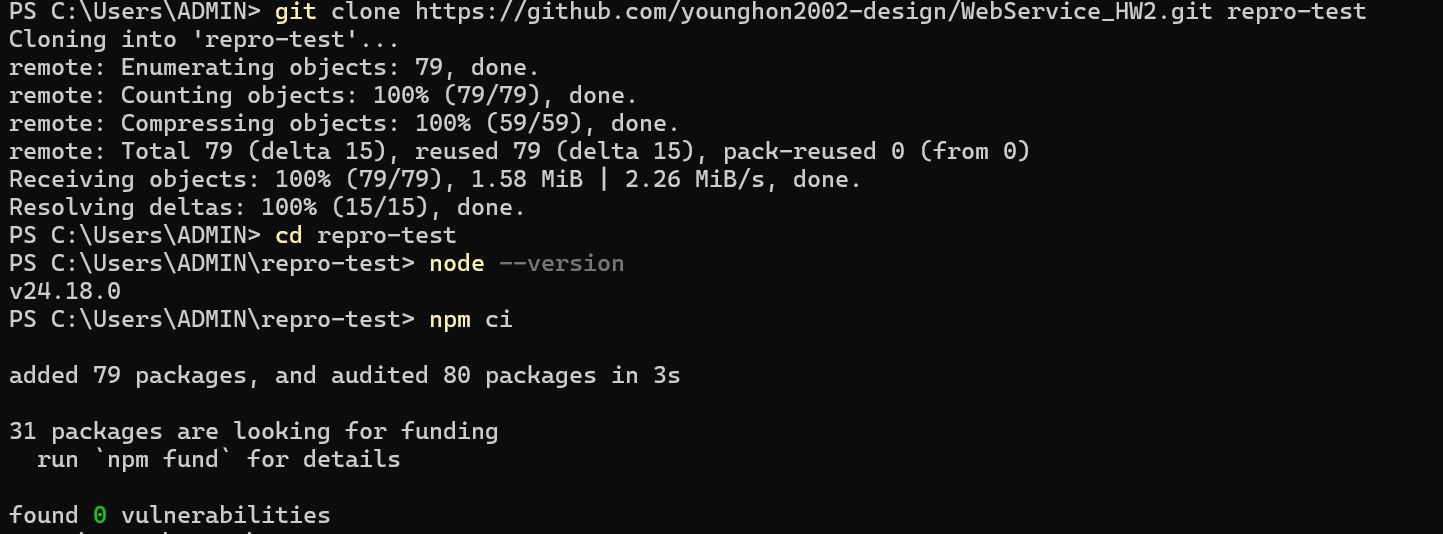 PS C:\Users\ADMIN> git clone https://github.com/younghon2002-design/WebService_HW2.git repro-test
Cloning into 'repro-test'...
remote: Enumerating objects: 79, done.
remote: Counting objects: 100% (79/79), done.
remote: Compressing objects: 100% (59/59), done.
remote: Total 79 (delta 15), reused 79 (delta 15), pack-reused 0 (from 0)
Receiving objects: 100% (79/79), 1.58 MiB | 2.26 MiB/s, done.
Resolving deltas: 100% (15/15), done.
PS C:\Users\ADMIN> cd repro-test
PS C:\Users\ADMIN\repro-test> node --version
v24.18.0
PS C:\Users\ADMIN\repro-test> npm ci
added 79 packages, and audited 80 packages in 3s
31 packages are looking for funding
  run `npm fund` for details
found 0 vulnerabilities